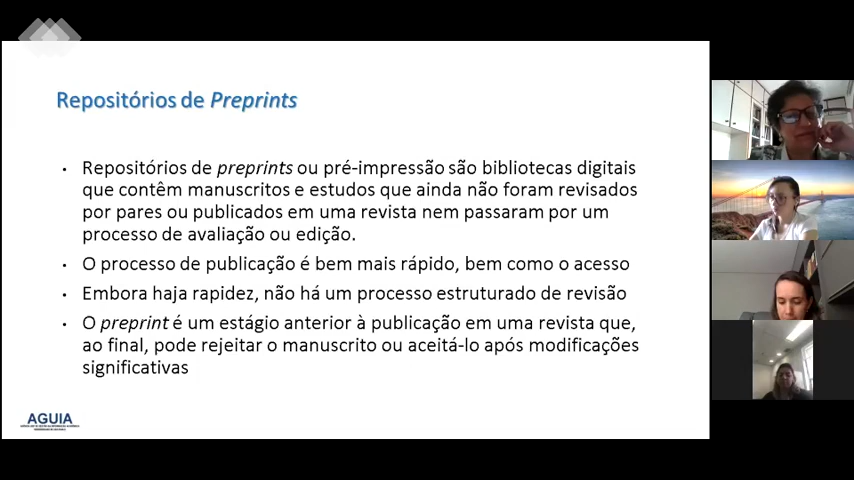 Repositórios de Preprints
• Repositórios de preprints ou pré-impressão são bibliotecas digitais
que contêm manuscritos e estudos que ainda não foram revisados
por pares ou publicados em uma revista nem passaram por um
processo de avaliação ou edição.
• O processo de publicação é bem mais rápido, bem como o acesso
• Embora haja rapidez, não há um processo estruturado de revisão
• O preprint é um estágio anterior à publicação em uma revista que,
ao final, pode rejeitar o manuscrito ou aceitá-lo após modificações
significativas
AGUIA